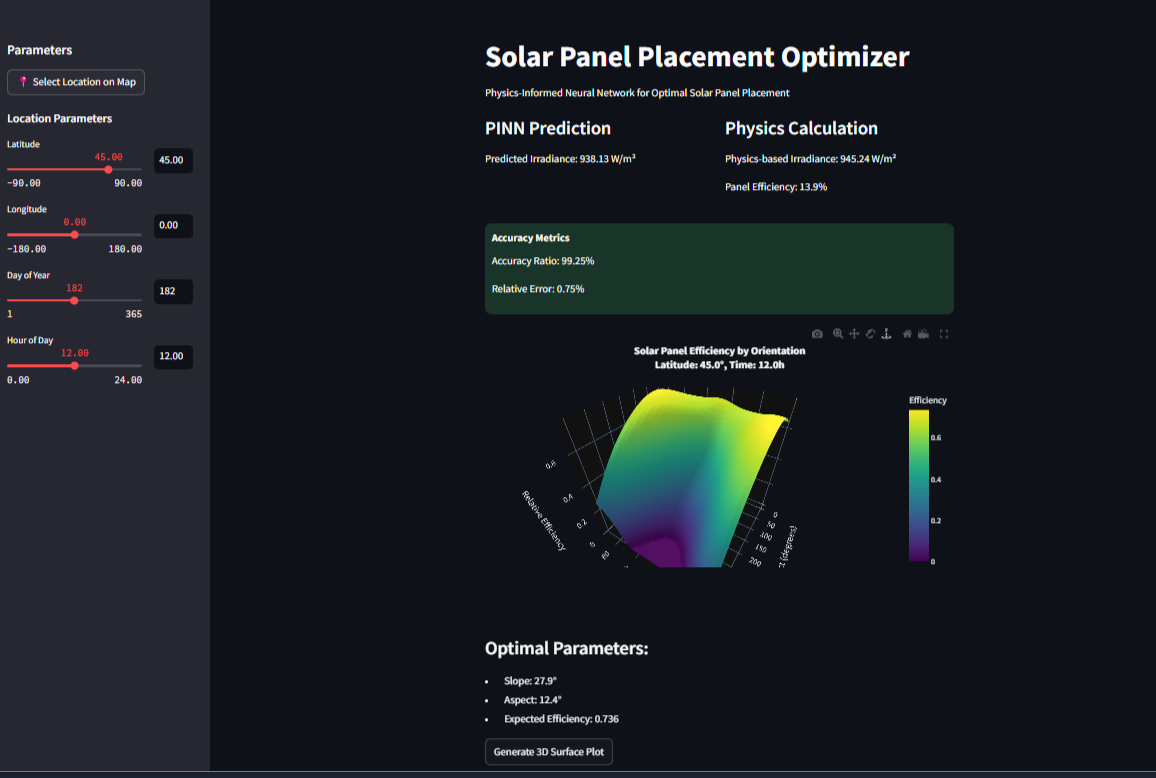 Parameters
Select Location on Map
Location Parameters
Latitude
45.00
45.00
-90.00 90.00
Longitude
0.00
0.00
-180.00 180.00
Day of Year
182
182
1 365
Hour of Day
12.00
12.00
0.00 24.00
Solar Panel Placement Optimizer
Physics-Informed Neural Network for Optimal Solar Panel Placement
PINN Prediction
Predicted Irradiance: 938.13 W/m²
Physics Calculation
Physics-based Irradiance: 945.24 W/m²
Panel Efficiency: 13.9%
Accuracy Metrics
Accuracy Ratio: 99.25%
Relative Error: 0.75%
Solar Panel Efficiency by Orientation
Latitude: 45.0°, Time: 12.0h
Efficiency
0.6
0.4
0.2
0
Relative Efficiency
0.6
0.4
0.2
0
0
50
100
150
200
(degrees)
Optimal Parameters:
• Slope: 27.9°
• Aspect: 12.4°
• Expected Efficiency: 0.736
Generate 3D Surface Plot